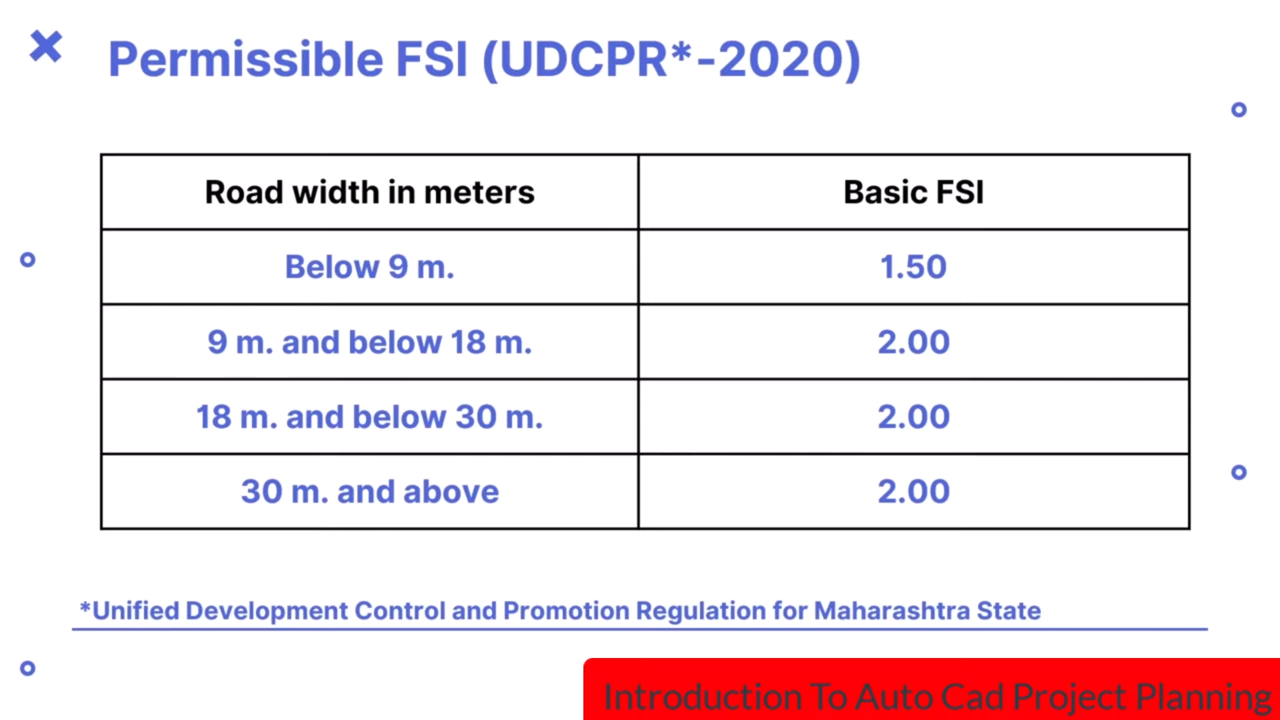 Permissible FSI (UDCPR*-2020)
Road width in meters Basic FSI
Below 9 m. 1.50
9 m. and below 18 m. 2.00
18 m. and below 30 m. 2.00
30 m. and above 2.00
*Unified Development Control and Promotion Regulation for Maharashtra State
Introduction To Auto Cad Project Planning